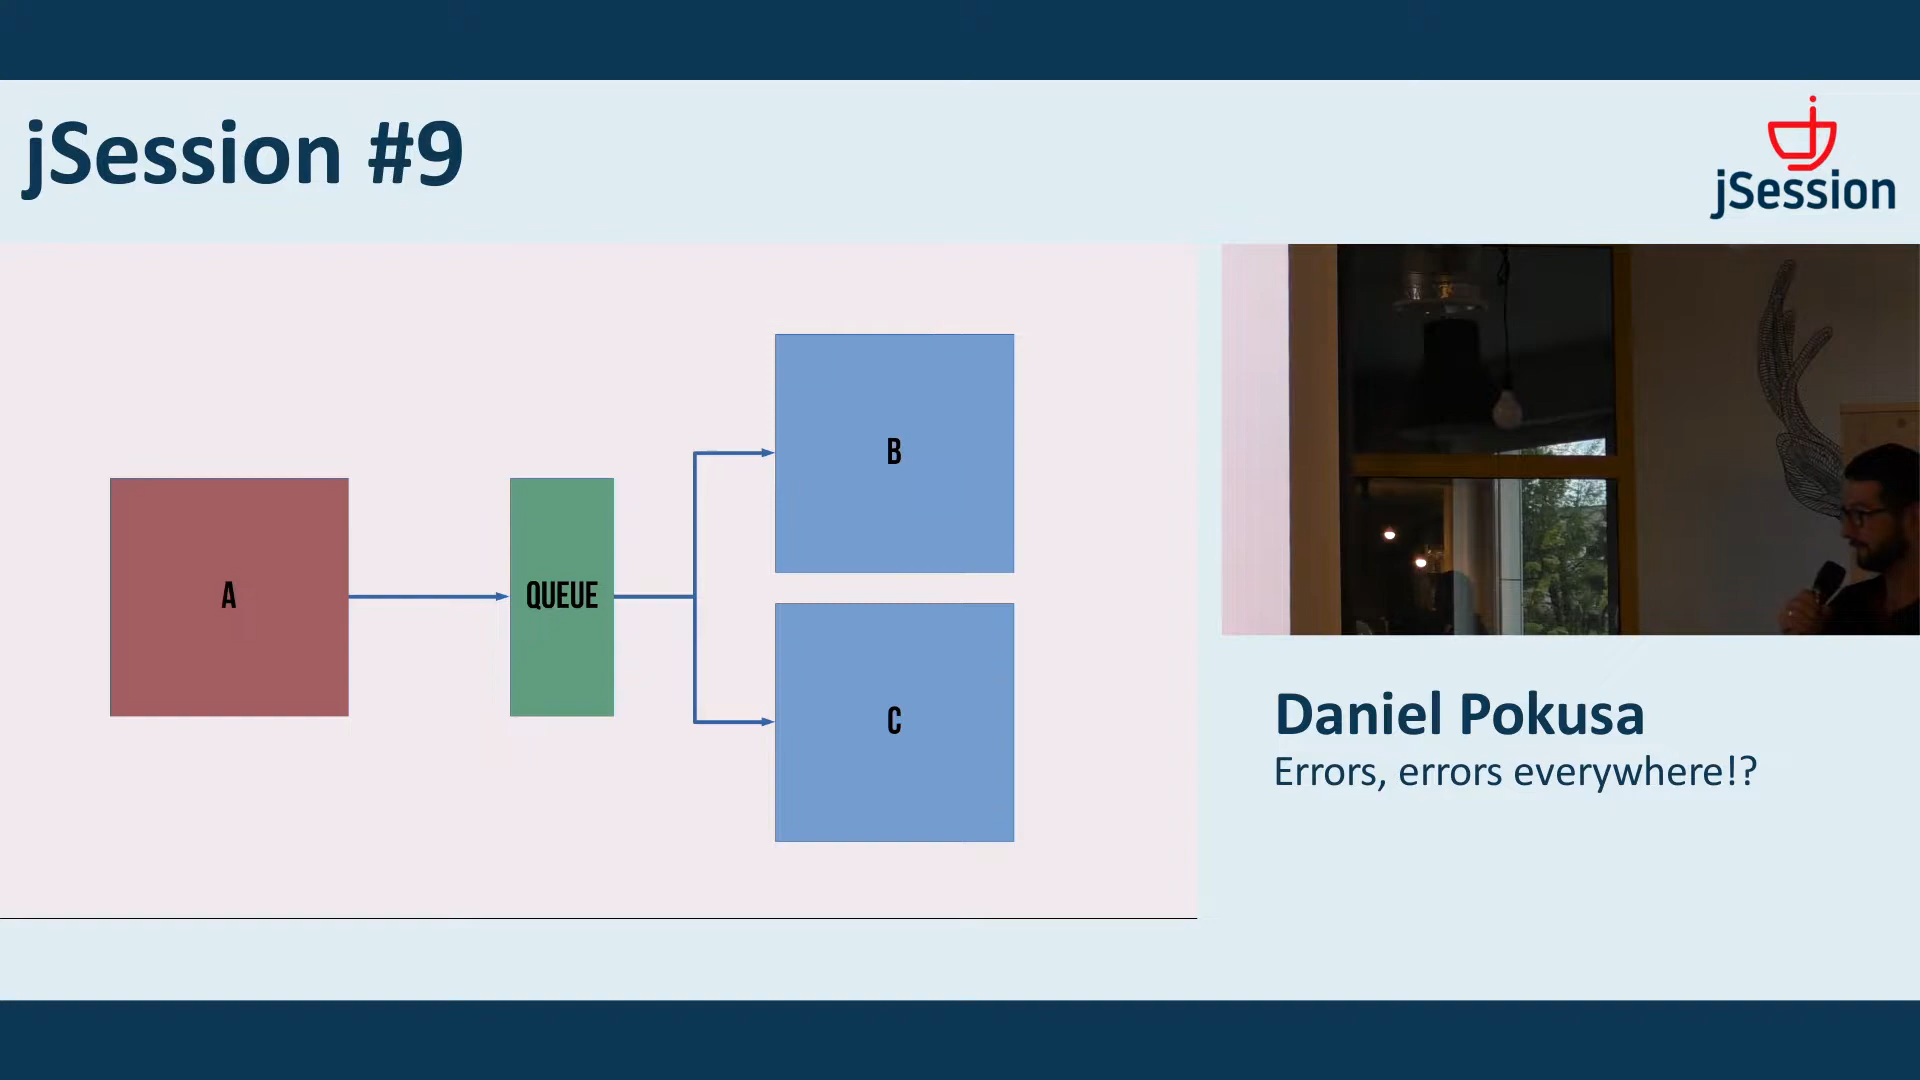 jSession #9
jSession
A
QUEUE
B
C
Daniel Pokusa
Errors, errors everywhere!?